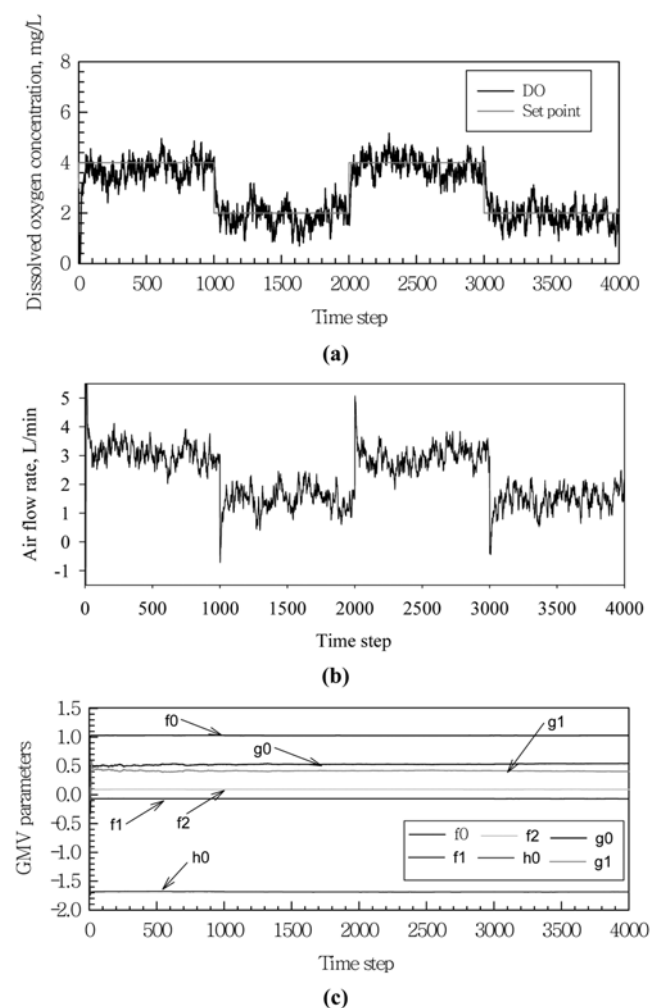 8
6
4
2
0
Dissolved oxygen concentration, mg/L
DO
Set point
0 500 1000 1500 2000 2500 3000 3500 4000
Time step
(a)
5
4
3
2
1
0
-1
Air flow rate, L/min
0 500 1000 1500 2000 2500 3000 3500 4000
Time step
(b)
1.5
1.0
0.5
0.0
-0.5
-1.0
-1.5
-2.0
GMV parameters
f0
g0
g1
f1
f2
h0
f0 f2 g0
f1 h0 g1
0 500 1000 1500 2000 2500 3000 3500 4000
Time step
(c)